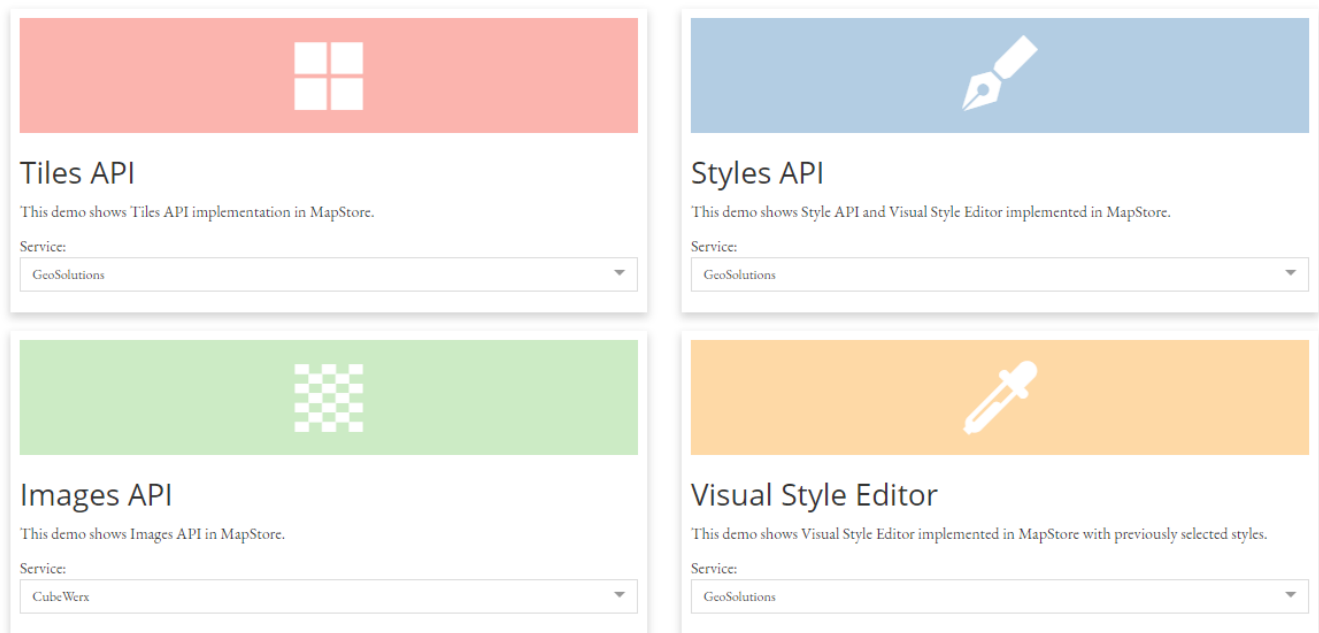 Tiles API
This demo shows Tiles API implementation in MapStore.
Service:
GeoSolutions
Styles API
This demo shows Style API and Visual Style Editor implemented in MapStore.
Service:
GeoSolutions
Images API
This demo shows Images API in MapStore.
Service:
CubeWerx
Visual Style Editor
This demo shows Visual Style Editor implemented in MapStore with previously selected styles.
Service:
GeoSolutions